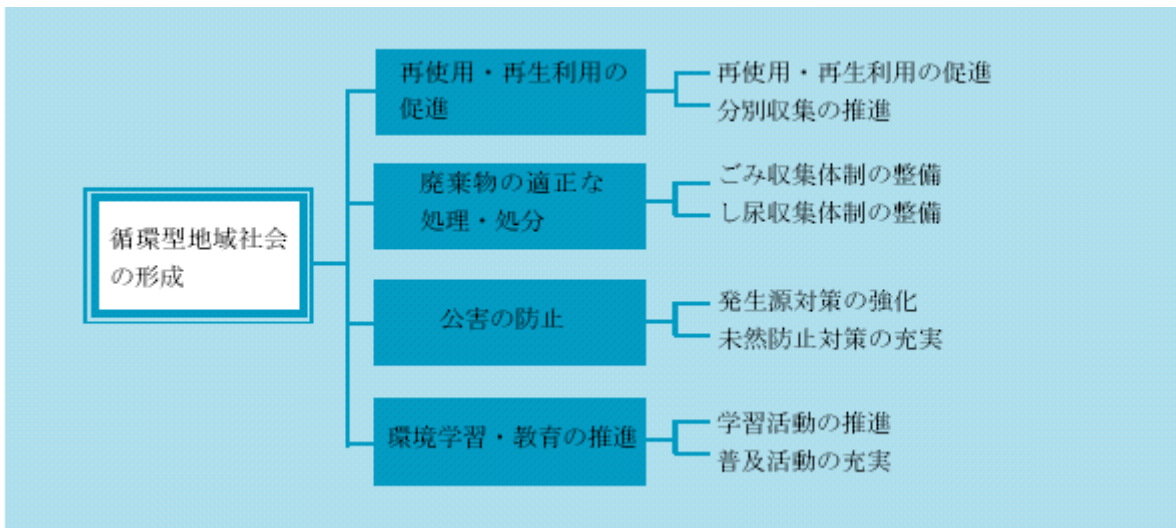 循環型地域社会
の形成
再使用・再生利用の
促進
再使用・再生利用の促進
分別収集の推進
廃棄物の適正な
処理・処分
ごみ収集体制の整備
し尿収集体制の整備
公害の防止
発生源対策の強化
未然防止対策の充実
環境学習・教育の推進
学習活動の推進
普及活動の充実